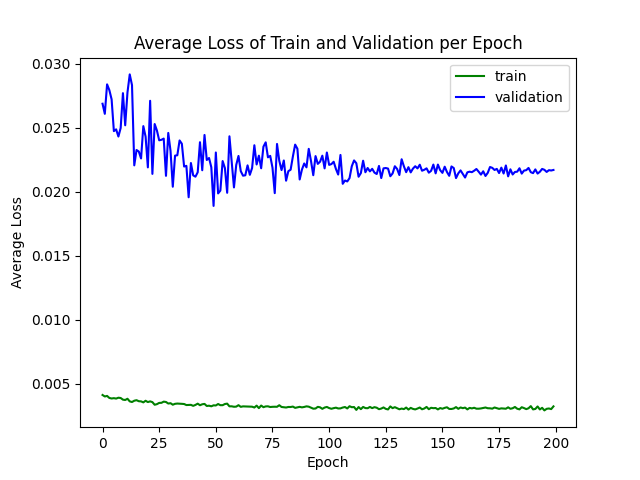 Average Loss of Train and Validation per Epoch
train
validation
Average Loss
0.030
0.025
0.020
0.015
0.010
0.005
0 25 50 75 100 125 150 175 200
Epoch